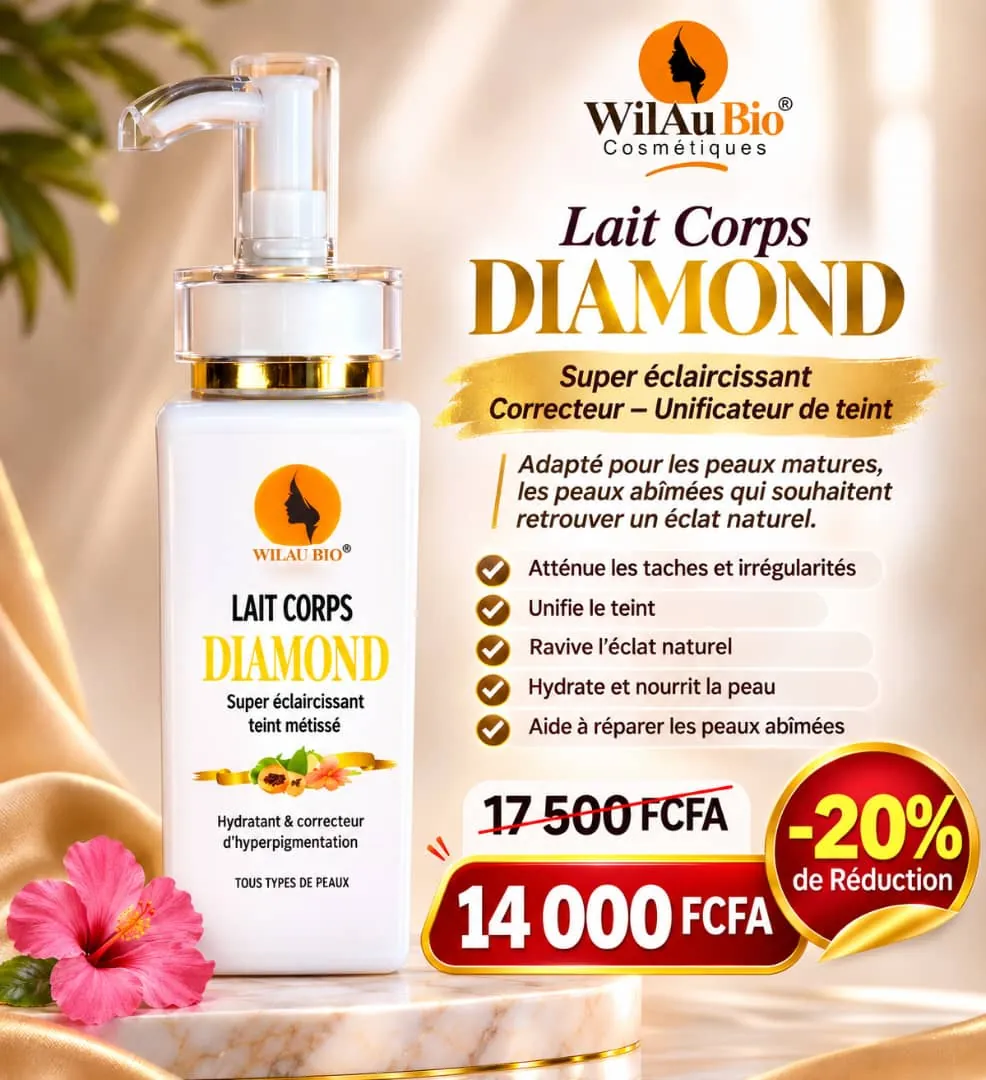 WilAu Bio®
Cosmétiques
Lait Corps
DIAMOND
Super éclaircissant
Correcteur – Unificateur de teint
Adapté pour les peaux matures,
les peaux abîmées qui souhaitent
retrouver un éclat naturel.
Atténue les taches et irrégularités
Unifie le teint
Ravive l'éclat naturel
Hydrate et nourrit la peau
Aide à réparer les peaux abîmées
17 500 FCFA
14 000 FCFA
-20%
de Réduction
WILAU BIO®
LAIT CORPS
DIAMOND
Super éclaircissant
teint métissé
Hydratant & correcteur
d'hyperpigmentation
TOUS TYPES DE PEAUX